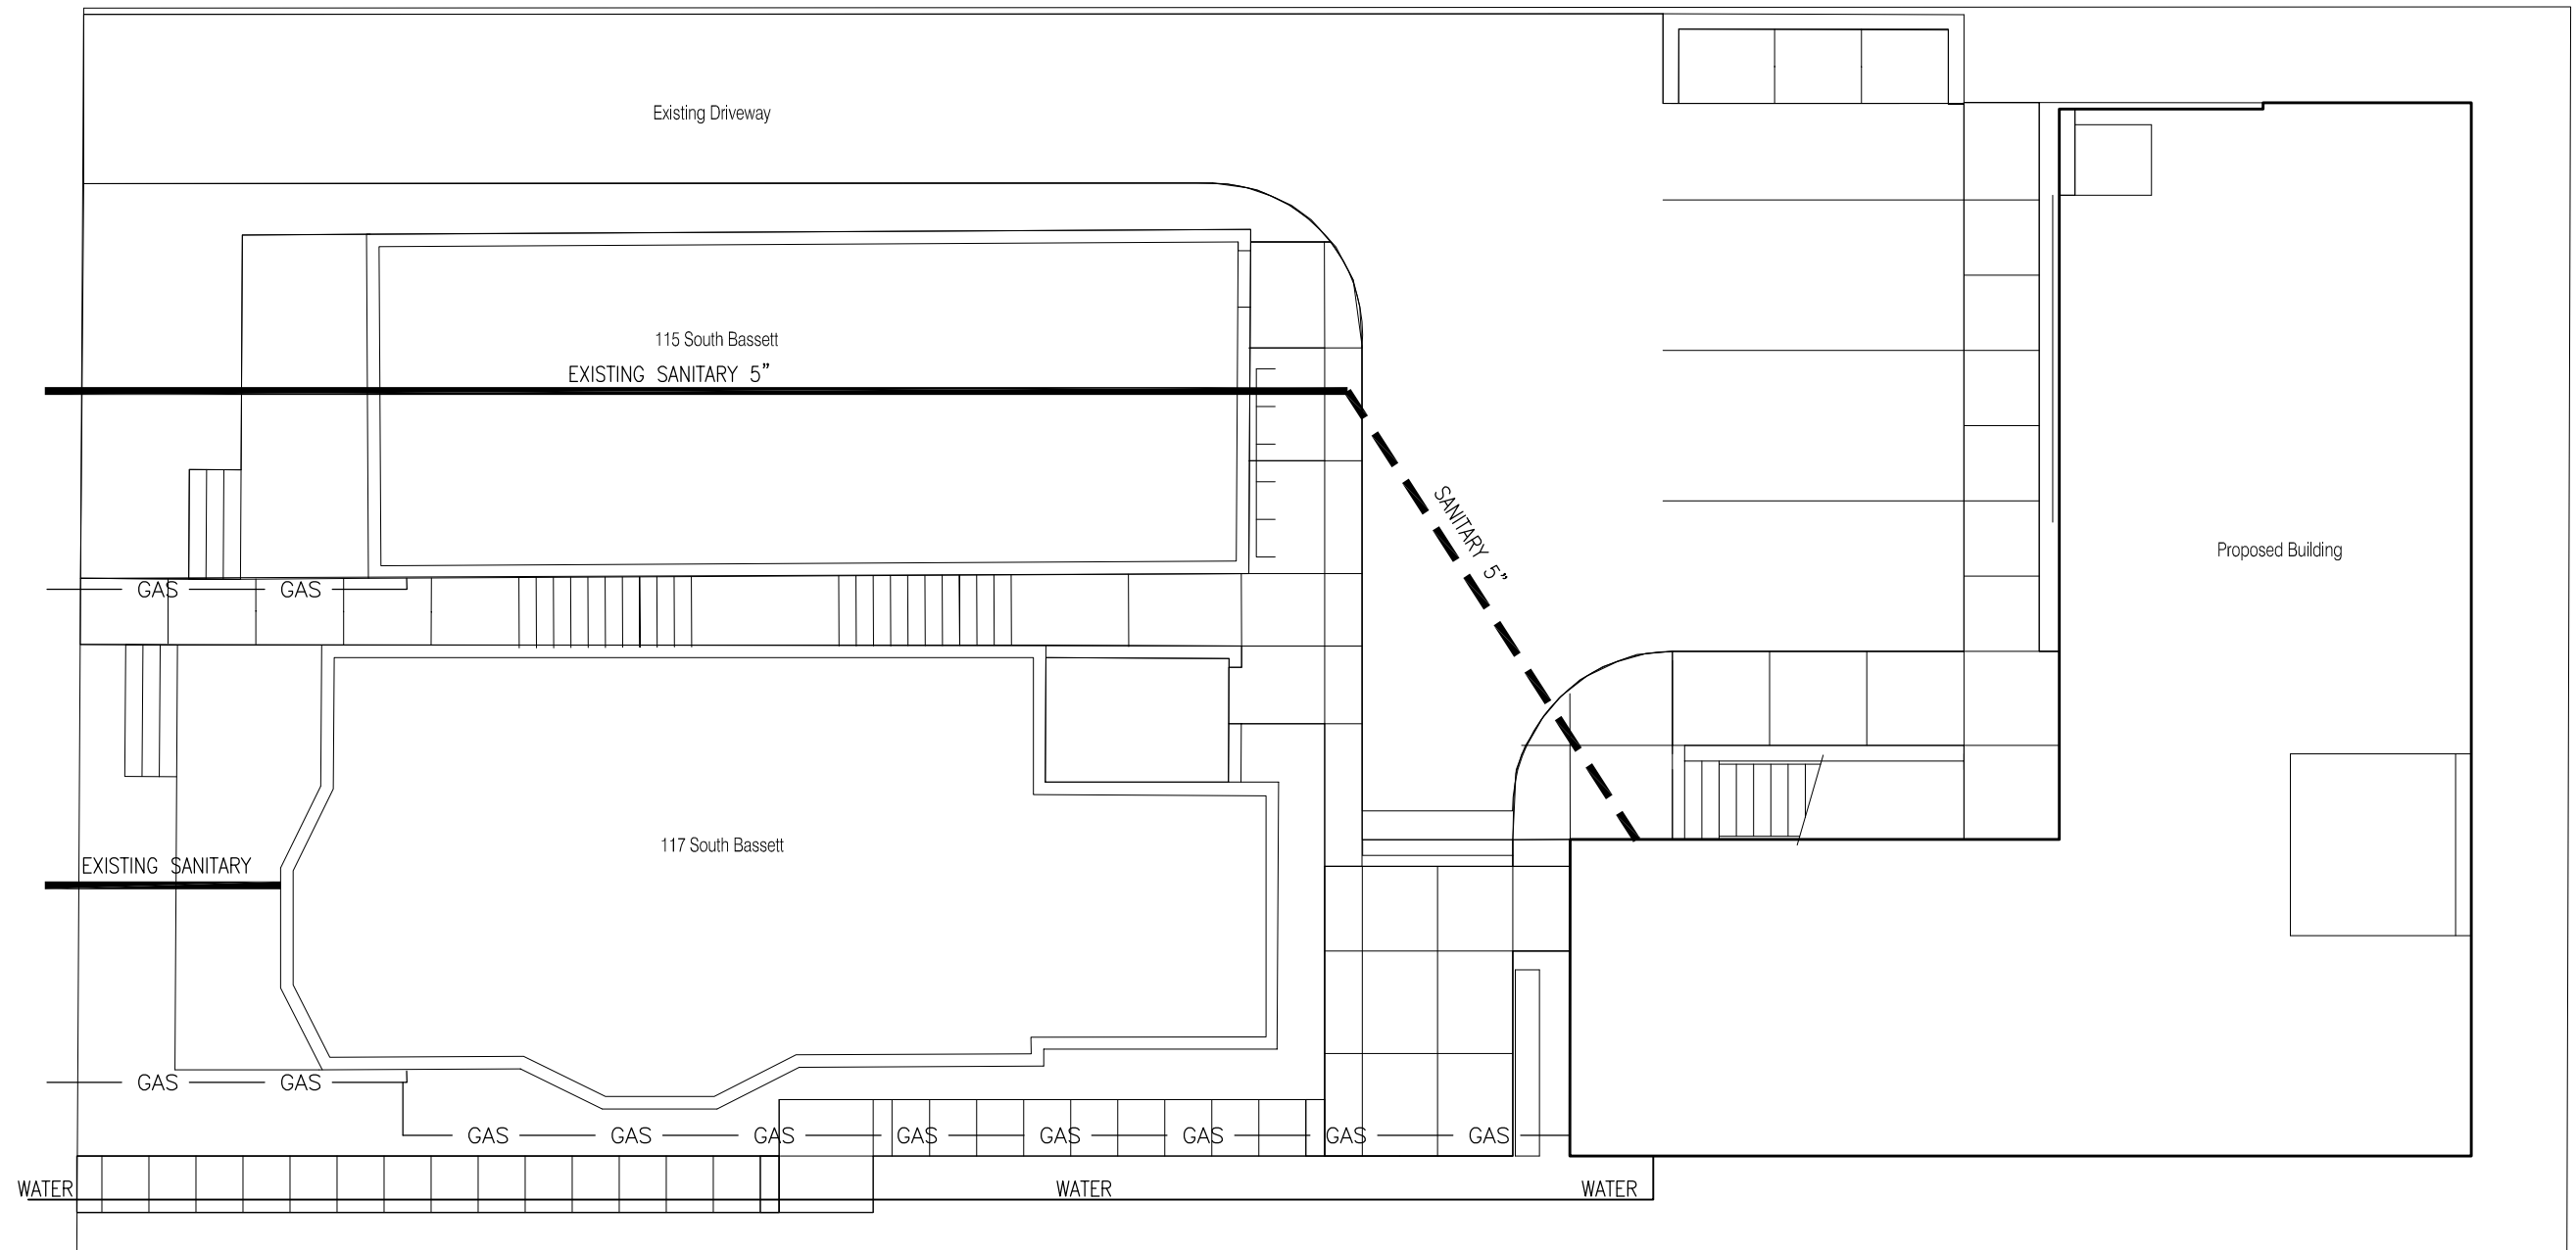 Existing Driveway
115 South Bassett
EXISTING SANITARY 5"
SANITARY 5"
Proposed Building
GAS GAS
117 South Bassett
EXISTING SANITARY
GAS GAS
GAS GAS GAS GAS GAS GAS GAS GAS
WATER WATER WATER